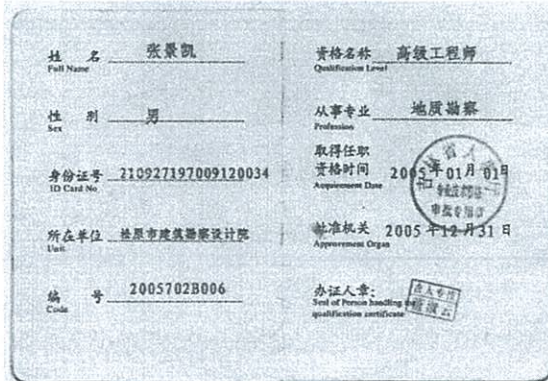 姓 名 张景凯
Full Name
性 别 男
Sex
身份证号 210927197009120034
ID Card No
所在单位 松原市建筑勘察设计院
Unit
编 号 2005702B006
Code
资格名称 高级工程师
Qualification Level
从事专业 地质勘察
Profession
取得任职
资格时间 2005年01月01日
Acquirement Date
批准机关 2005年12月31日
Approvement Organ
办证人章:
Seal of Person handling the
qualification certificate